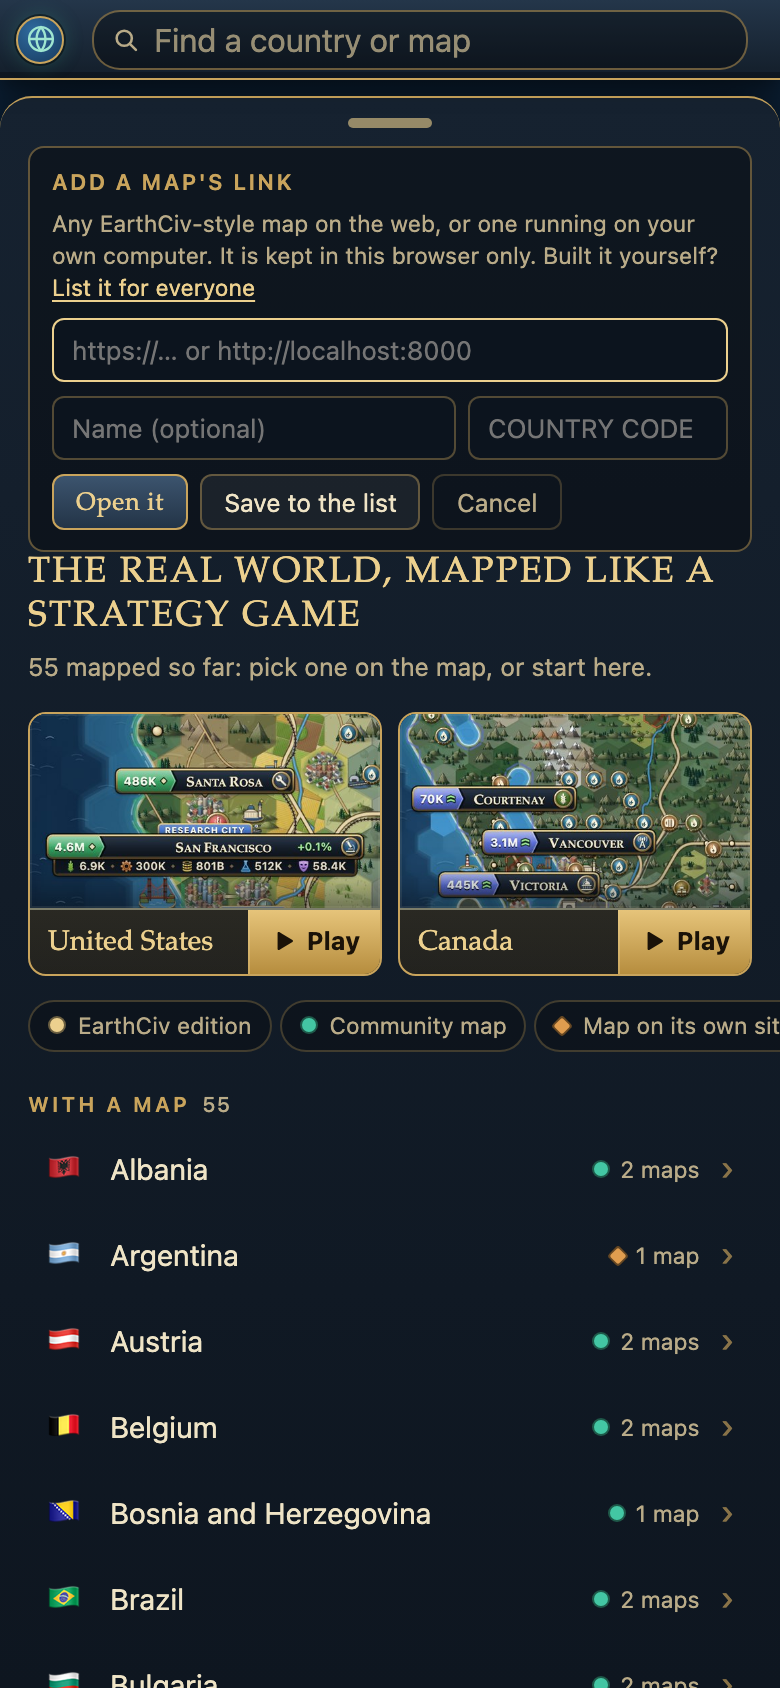 Find a country or map
ADD A MAP'S LINK
Any EarthCiv-style map on the web, or one running on your
own computer. It is kept in this browser only. Built it yourself?
List it for everyone
https://... or http://localhost:8000
Name (optional)
COUNTRY CODE
Open it
Save to the list
Cancel
THE REAL WORLD, MAPPED LIKE A
STRATEGY GAME
55 mapped so far: pick one on the map, or start here.
486K
SANTA ROSA
RESEARCH CITY
4.6M
SAN FRANCISCO
+0.1%
6.9K • 300K • 801B • 512K • 58.4K
United States
Play
70K
COURTENAY
3.1M
VANCOUVER
445K
VICTORIA
Canada
Play
EarthCiv edition
Community map
Map on its own sit
WITH A MAP 55
Albania
2 maps
Argentina
1 map
Austria
2 maps
Belgium
2 maps
Bosnia and Herzegovina
1 map
Brazil
2 maps
Bulgaria
2 maps